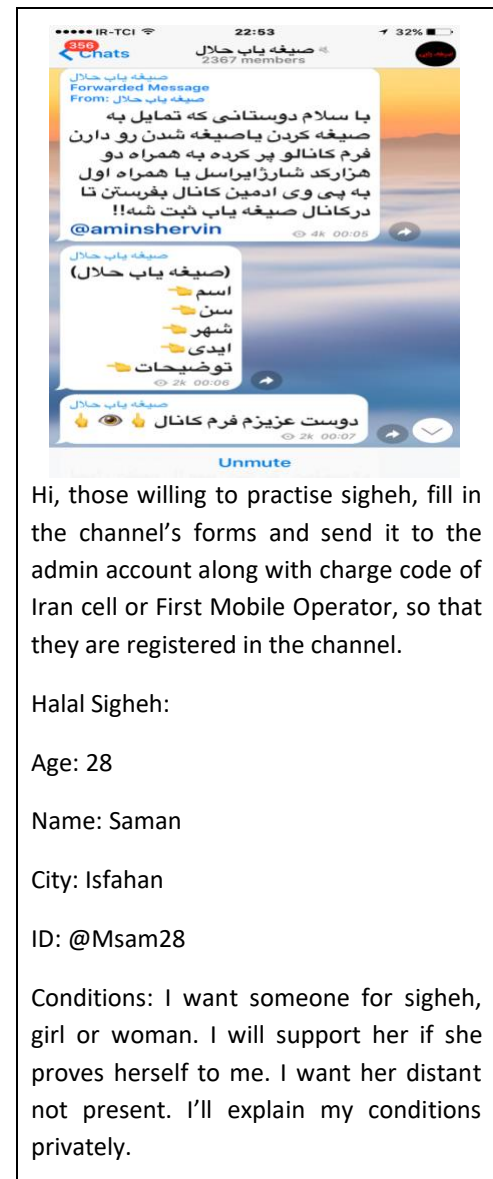 IR-TCI 22:53 32%
356
Chats
صیغه یاب حلال
2367 members
صیغه یاب حلال
Forwarded Message
From: صیغه یاب حلال
با سلام دوستانی که تمایل به
صیغه کردن یاصیغه شدن رو دارن
فرم کانالو پر کرده به همراه دو
هزارکد شارژایراسل یا همراه اول
به پی وی ادمین کانال بفرستن تا
درکانال صیغه یاب ثبت شه!!
@aminshervin
4k 00:05
صیغه یاب حلال
(صیغه یاب حلال)
اسم👈
سن👈
شهر👈
ایدی👈
توضیحات👈
2k 00:06
صیغه یاب حلال
دوست عزیزم فرم کانال 👆 👁 👆
2k 00:07
Unmute
Hi, those willing to practise sigheh, fill in
the channel’s forms and send it to the
admin account along with charge code of
Iran cell or First Mobile Operator, so that
they are registered in the channel.
Halal Sigheh:
Age: 28
Name: Saman
City: Isfahan
ID: @Msam28
Conditions: I want someone for sigheh,
girl or woman. I will support her if she
proves herself to me. I want her distant
not present. I’ll explain my conditions
privately.